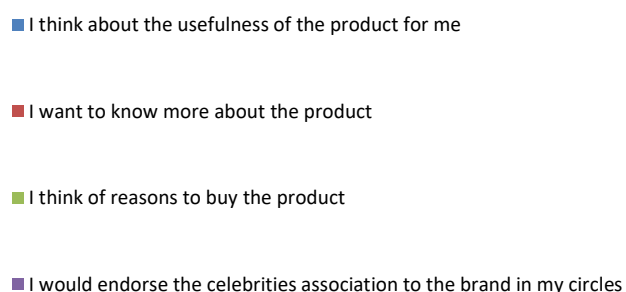 I think about the usefulness of the product for me
I want to know more about the product
I think of reasons to buy the product
I would endorse the celebrities association to the brand in my circles